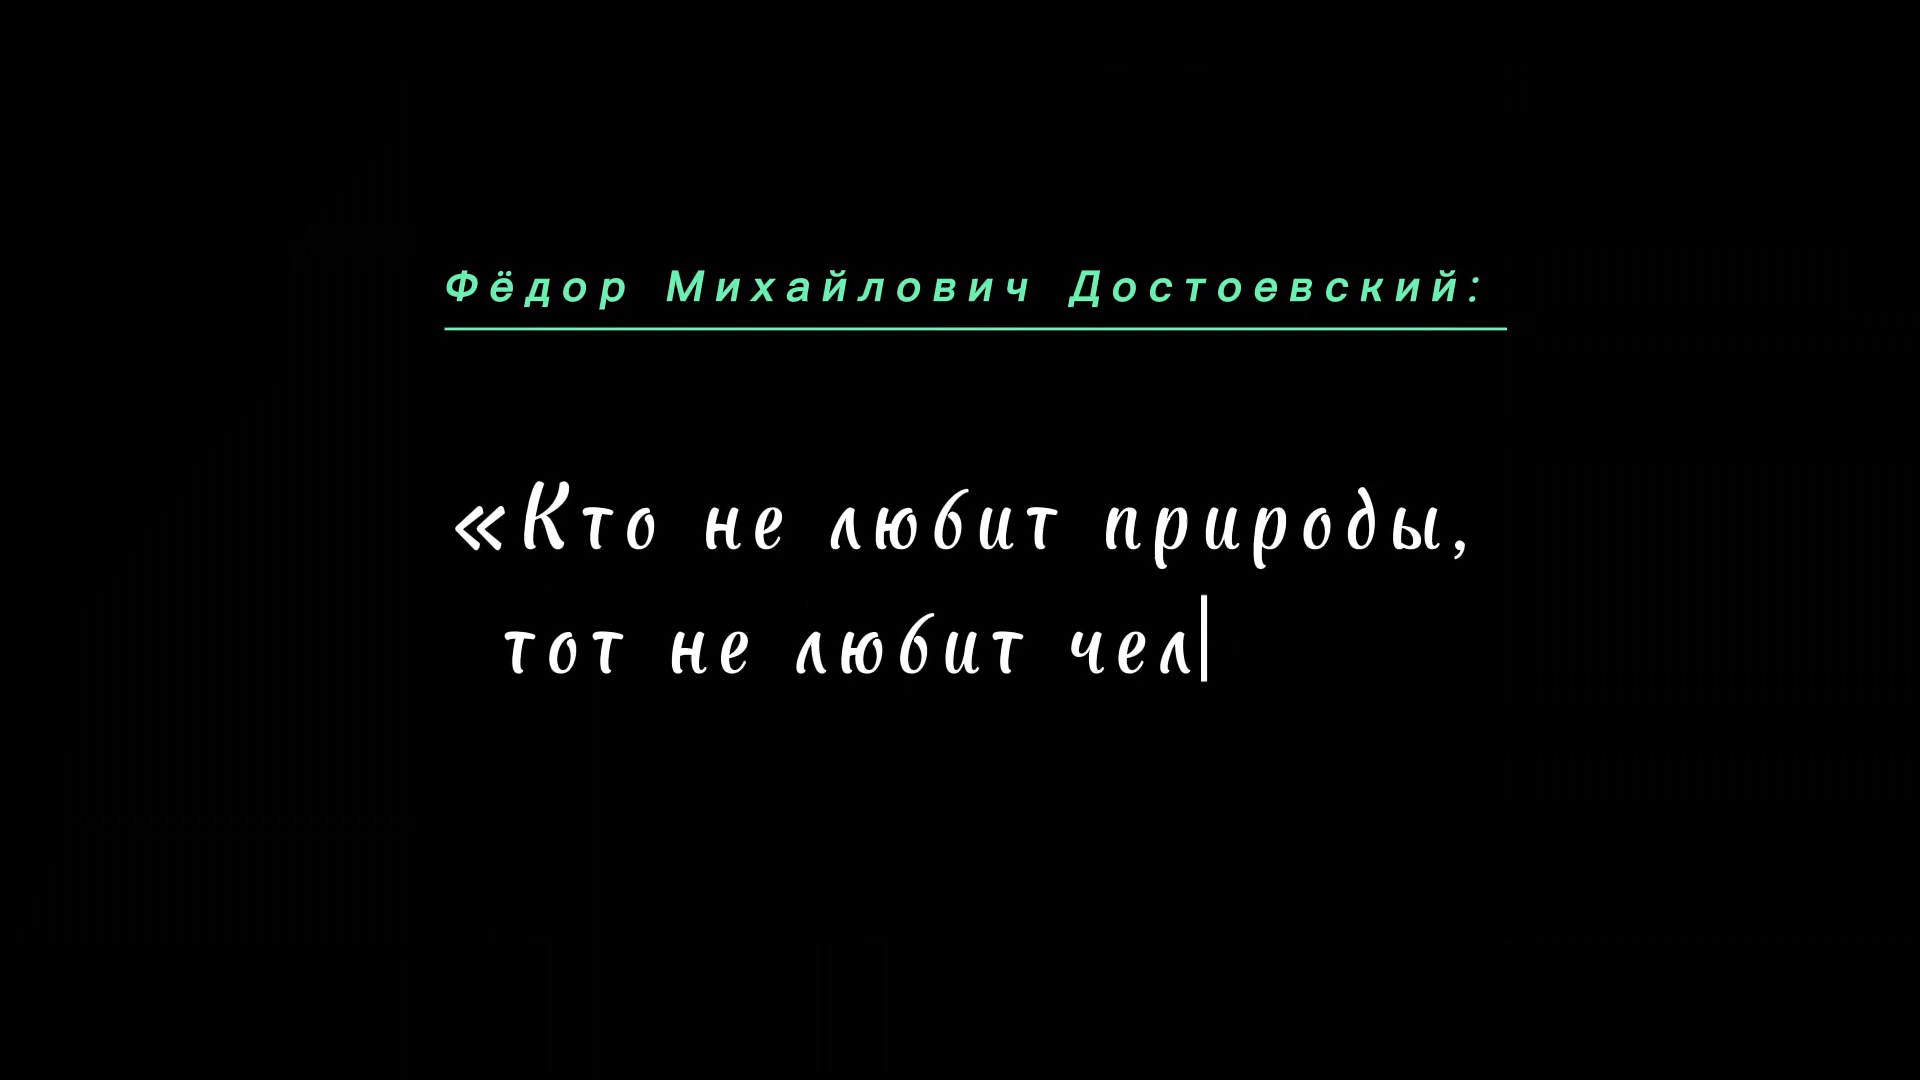 Фёдор Михайлович Достоевский:
«Кто не любит природы,
тот не любит чел